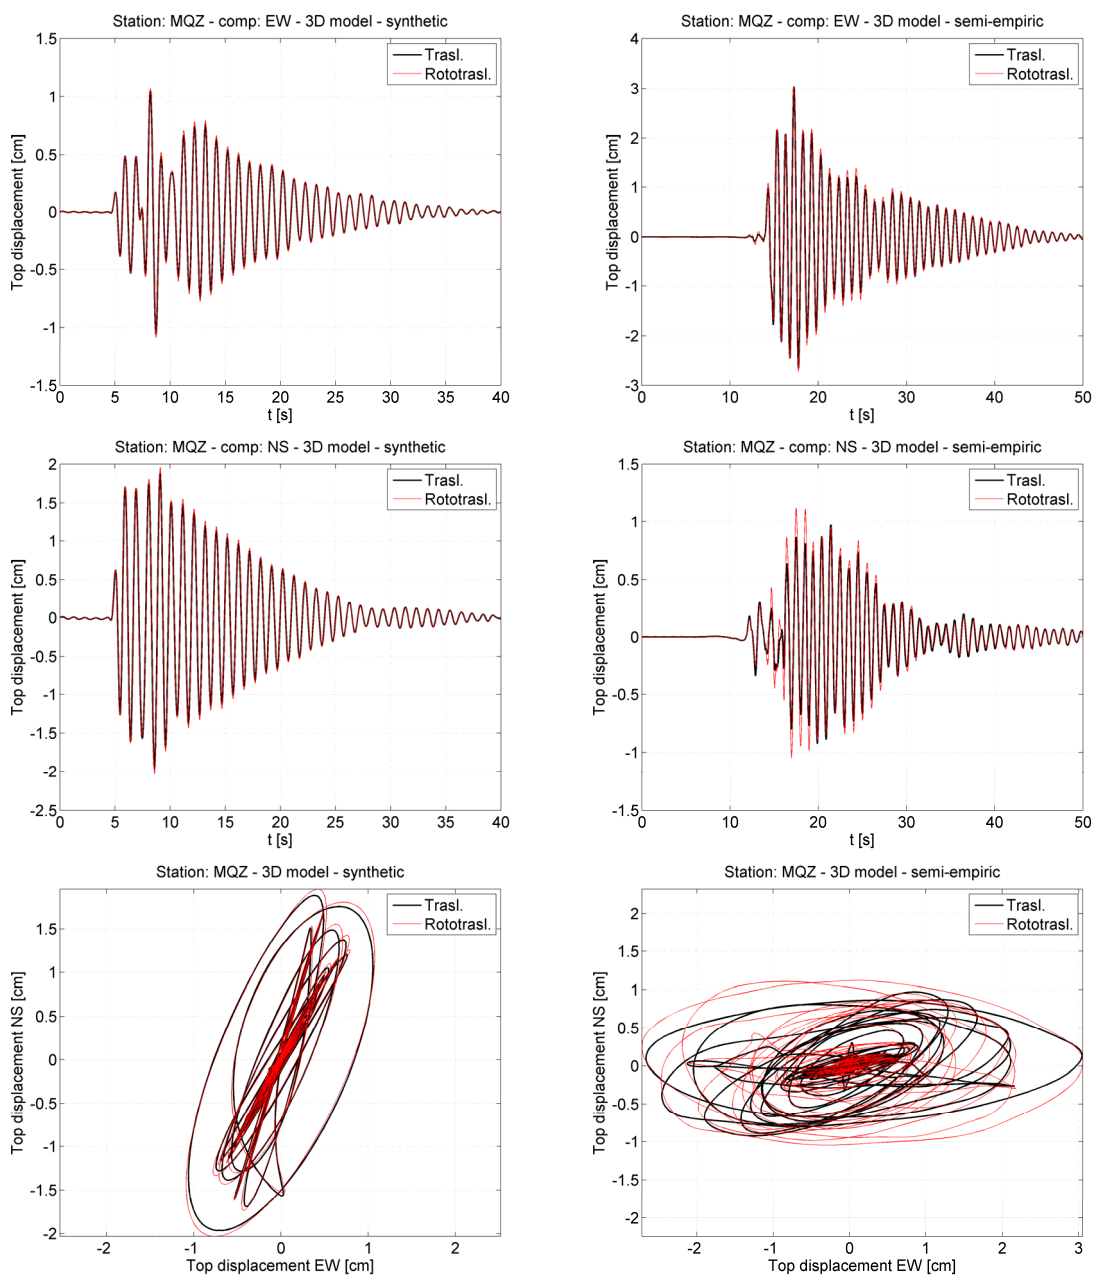 Station: MQZ - comp: EW - 3D model - synthetic
Trasl.
Rototrasl.
Top displacement [cm]
1.5
1
0.5
0
-0.5
-1
-1.5
0 5 10 15 20 25 30 35 40
t [s]
Station: MQZ - comp: EW - 3D model - semi-empiric
Trasl.
Rototrasl.
Top displacement [cm]
4
3
2
1
0
-1
-2
-3
0 10 20 30 40 50
t [s]
Station: MQZ - comp: NS - 3D model - synthetic
Trasl.
Rototrasl.
Top displacement [cm]
2
1.5
1
0.5
0
-0.5
-1
-1.5
-2
-2.5
0 5 10 15 20 25 30 35 40
t [s]
Station: MQZ - comp: NS - 3D model - semi-empiric
Trasl.
Rototrasl.
Top displacement [cm]
1.5
1
0.5
0
-0.5
-1
-1.5
0 10 20 30 40 50
t [s]
Station: MQZ - 3D model - synthetic
Trasl.
Rototrasl.
Top displacement NS [cm]
1.5
1
0.5
0
-0.5
-1
-1.5
-2
-2 -1 0 1 2
Top displacement EW [cm]
Station: MQZ - 3D model - semi-empiric
Trasl.
Rototrasl.
Top displacement NS [cm]
2
1.5
1
0.5
0
-0.5
-1
-1.5
-2
-2 -1 0 1 2 3
Top displacement EW [cm]